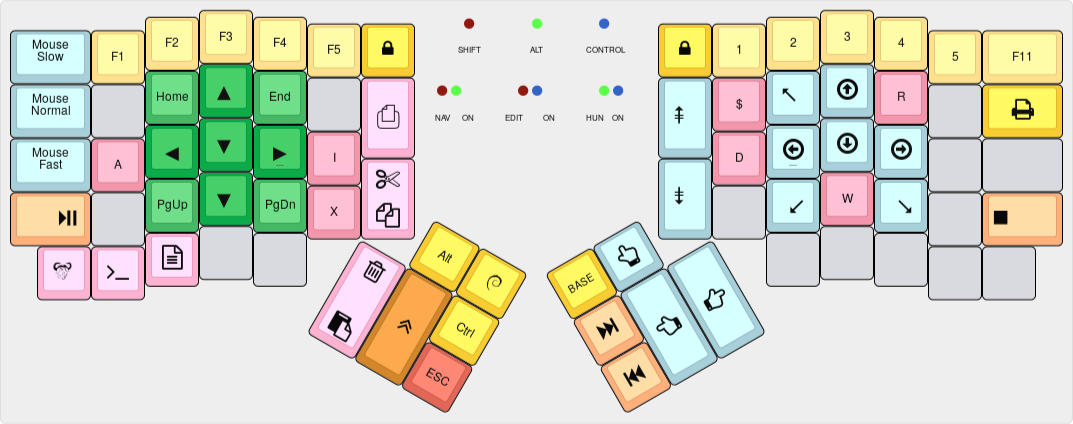 Mouse
Slow
F1
F2
F3
F4
F5
SHIFT
ALT
CONTROL
1
2
3
4
5
F11
Mouse
Normal
Home
End
NAV ON
EDIT ON
HUN ON
$
R
Mouse
Fast
A
I
D
PgUp
PgDn
X
W
>_
Alt
Ctrl
ESC
BASE